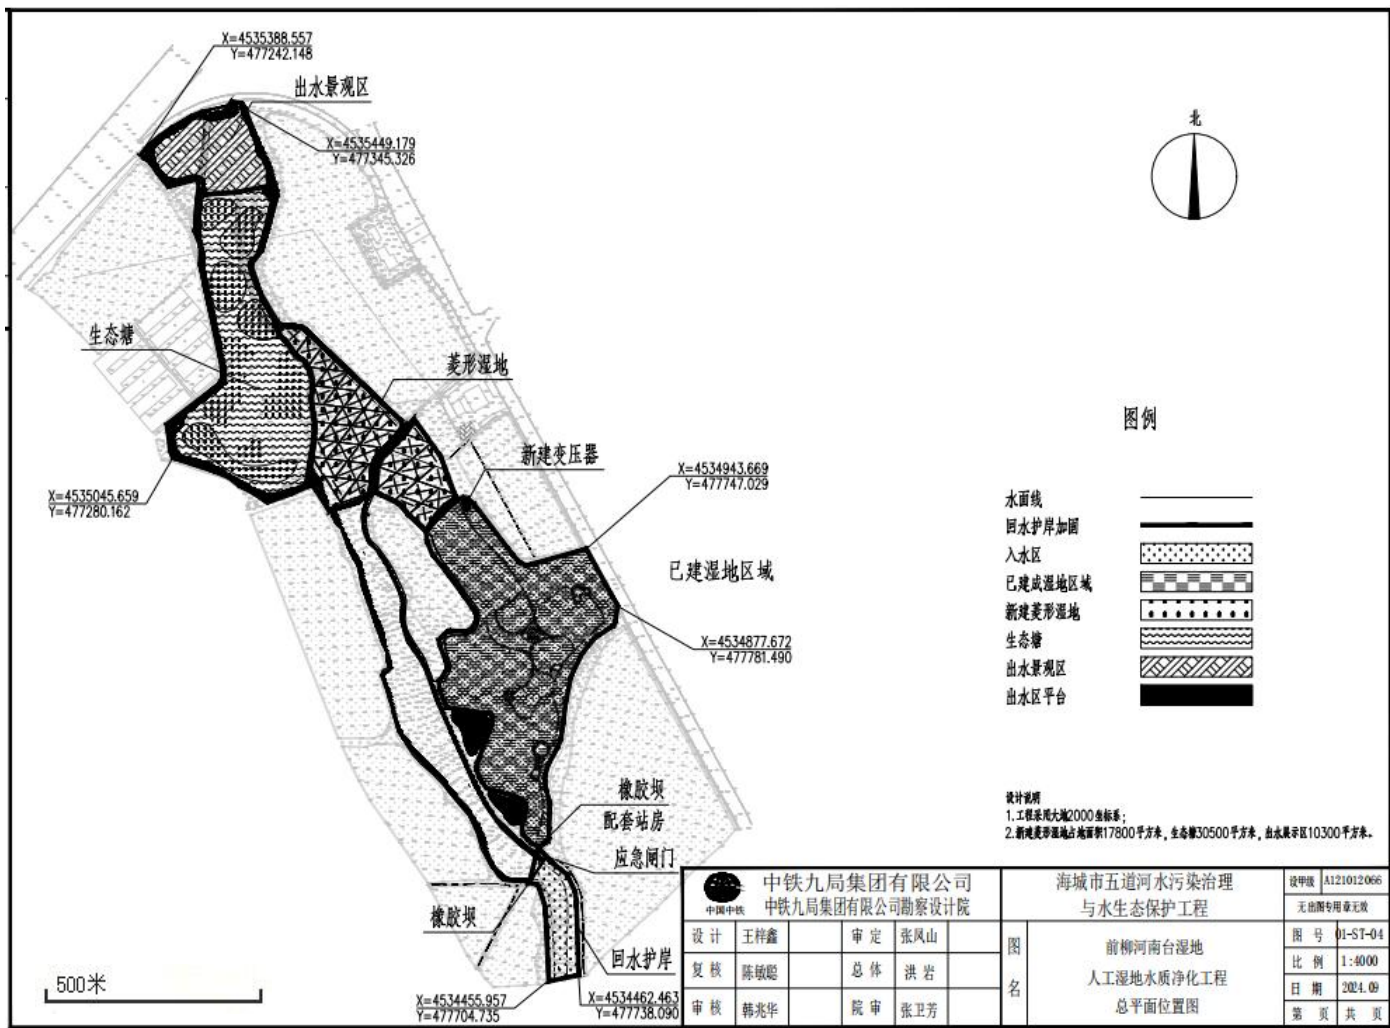 X=4535388.557
Y=477242.148
出水景观区
X=4535449.179
Y=477345.326
北
生态塘
菱形湿地
图例
新建变压器
X=4534943.669
Y=477747.029
X=4535045.659
Y=477280.162
水面线
回水护岸加固
入水区
已建成湿地区域
新建菱形湿地
生态塘
出水景观区
出水区平台
已建湿地区域
X=4534877.672
Y=477781.490
橡胶坝
配套站房
应急闸门
橡胶坝
回水护岸
500米
X=4534455.957
Y=477704.735
X=4534462.463
Y=477738.090
设计说明
1.工程采用大地2000坐标系；
2.新建菱形湿地占地面积17800平方米，生态塘30500平方米，出水展示区10300平方米。
中国中铁
中铁九局集团有限公司
中铁九局集团有限公司勘察设计院
海城市五道河水污染治理
与水生态保护工程
设甲级 A121012066
无出图专用章无效
设计 王梓鑫 审定 张凤山
复核 陈敏聪 总体 洪岩
审核 韩兆华 院审 张卫芳
图名
前柳河南台湿地
人工湿地水质净化工程
总平面位置图
图号 01-ST-04
比例 1:4000
日期 2024.09
第 页 共 页